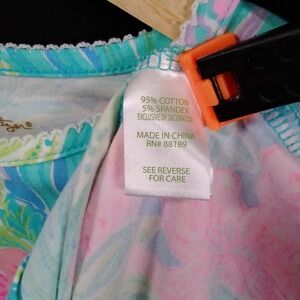 95% COTTON
5% SPANDEX
EXCLUSIVE OF DECORATION
MADE IN CHINA
RN# 88189
SEE REVERSE
FOR CARE